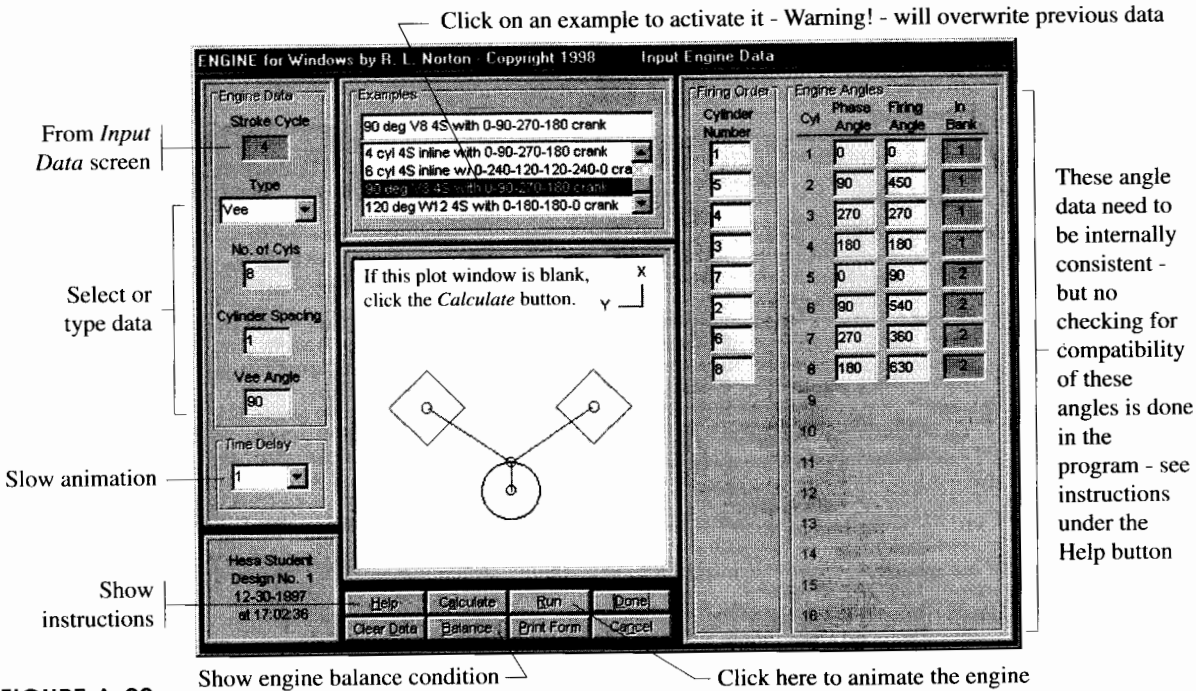 Click on an example to activate it - Warning! - will overwrite previous data
ENGINE for Windows by R. L. Norton - Copyright 1998 Input Engine Data
From Input
Data screen
Select or
type data
Slow animation
Show
instructions
Engine Data
Stroke Cycle
4
Type
Vee
No. of Cyls
8
Cylinder Spacing
1
Vee Angle
90
Time Delay
1
Hesa Student
Design No. 1
12-30-1997
at 17:02:36
Examples
90 deg V8 4S with 0-90-270-180 crank
4 cyl 4S inline with 0-90-270-180 crank
6 cyl 4S inline w/ 0-240-120-120-240-0 cra
90 deg V8 4S with 0-90-270-180 crank
120 deg W12 4S with 0-180-180-0 crank
If this plot window is blank,
click the Calculate button.
X
Y
Help Calculate Run Done
Clear Data Balance Print Form Cancel
Firing Order
Cylinder
Number
1
5
4
3
7
2
6
8
Engine Angles
Cyl Phase Angle Firing Angle In Bank
1 0 0 1
2 90 450 1
3 270 270 1
4 180 180 1
5 0 90 2
6 90 540 2
7 270 360 2
8 180 630 2
9
10
11
12
13
14
15
16
These angle
data need to
be internally
consistent -
but no
checking for
compatibility
of these
angles is done
in the
program - see
instructions
under the
Help button
Show engine balance condition
Click here to animate the engine